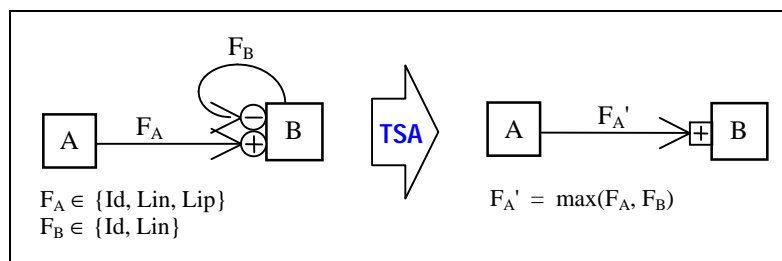 F_B
F_A
A
−
+
B
F_A ∈ {Id, Lin, Lip}
F_B ∈ {Id, Lin}
TSA
A
F_A'
+
B
F_A' = max(F_A, F_B)